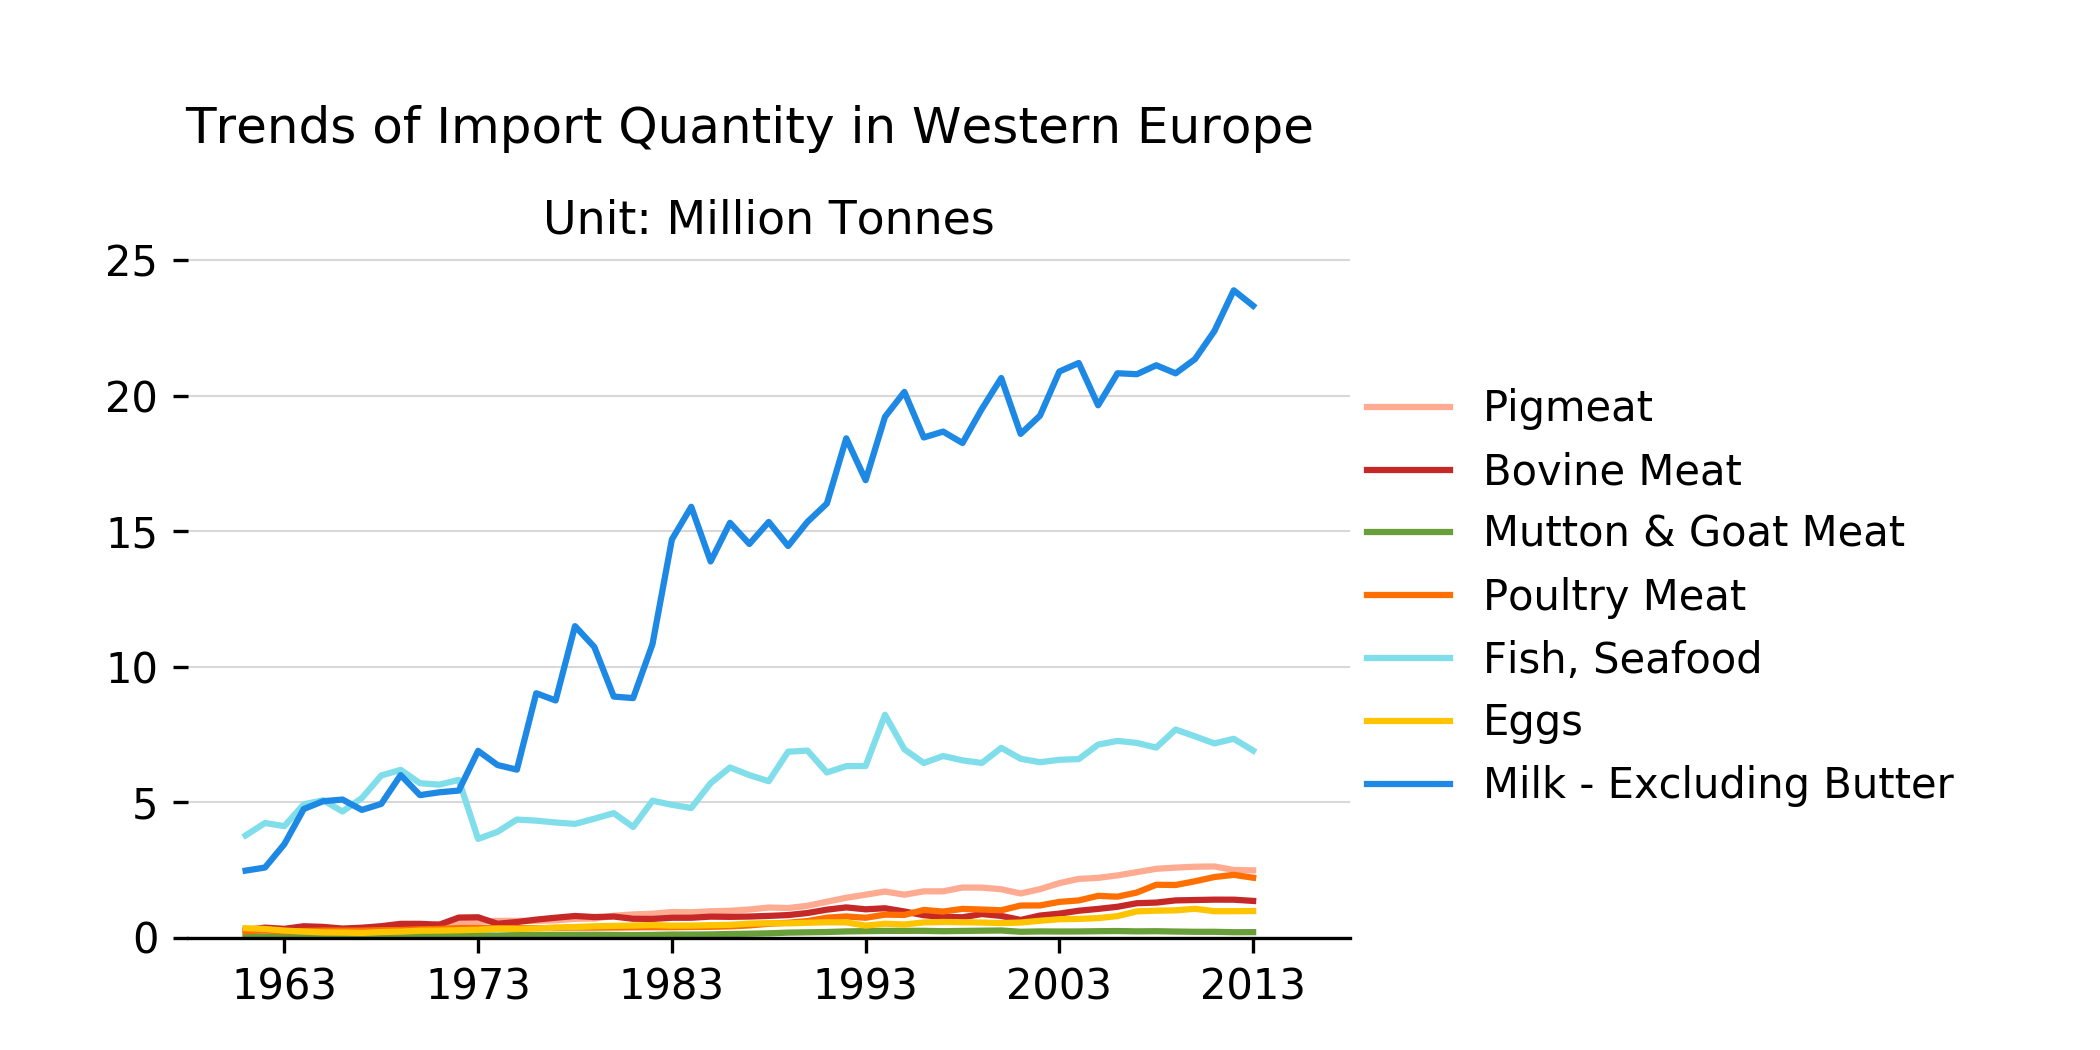 Trends of Import Quantity in Western Europe
Unit: Million Tonnes
25
20
15
10
5
0
1963 1973 1983 1993 2003 2013
Pigmeat
Bovine Meat
Mutton & Goat Meat
Poultry Meat
Fish, Seafood
Eggs
Milk - Excluding Butter